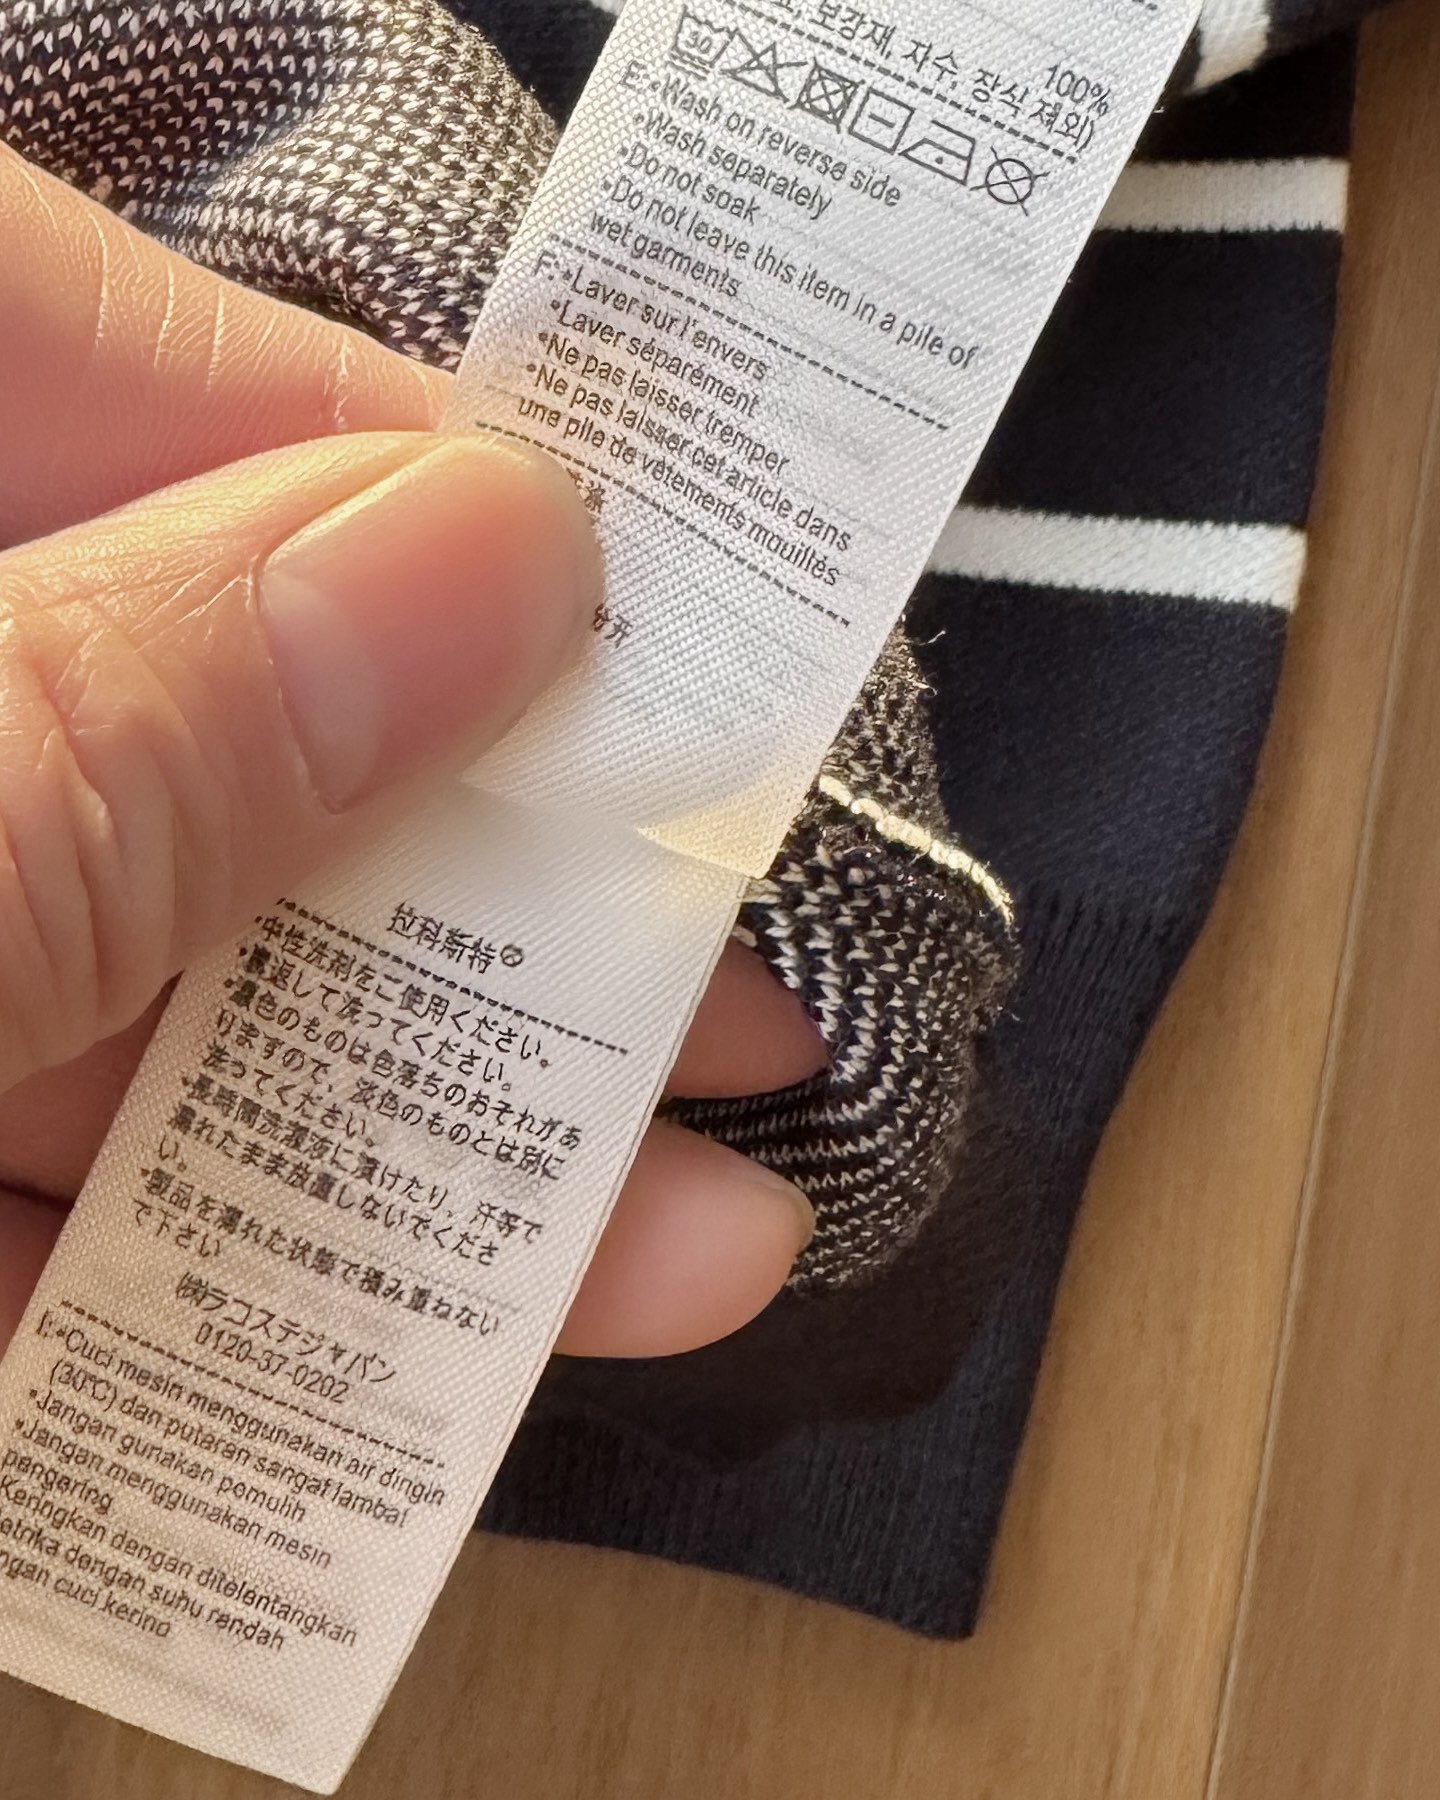 보강재, 자수, 장식 제외)
100%
30
E:•Wash on reverse side
•Wash separately
•Do not soak
•Do not leave this item in a pile of
wet garments
F:•Laver sur l'envers
•Laver séparément
•Ne pas laisser tremper
•Ne pas laisser cet article dans
une pile de vêtements mouillés
涤
分开
拉科斯特®
•中性洗剤をご使用ください。
•裏返して洗ってください。
•濃色のものは色落ちのおそれがあ
りますので、淡色のものとは別に
洗ってください。
•長時間洗濯液に漬けたり、汗等で
濡れたまま放置しないでくださ
い。
•製品を濡れた状態で積み重ねない
で下さい
㈱ラコステジャパン
0120-37-0202
I:•Cuci mesin menggunakan air dingin
(30℃) dan putaran sangat lambat
•Jangan gunakan pemutih
•Jangan menggunakan mesin
pengering
Keringkan dengan ditelentangkan
etrika dengan suhu rendah
ngan cuci kering